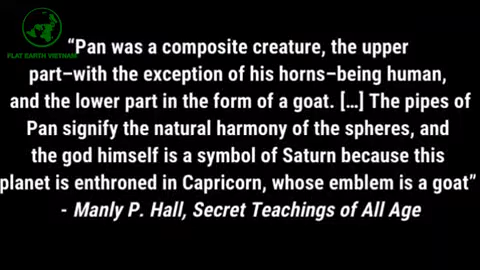 FLAT EARTH VIETNAM
“Pan was a composite creature, the upper
part–with the exception of his horns–being human,
and the lower part in the form of a goat. […] The pipes of
Pan signify the natural harmony of the spheres, and
the god himself is a symbol of Saturn because this
planet is enthroned in Capricorn, whose emblem is a goat”
- Manly P. Hall, Secret Teachings of All Age